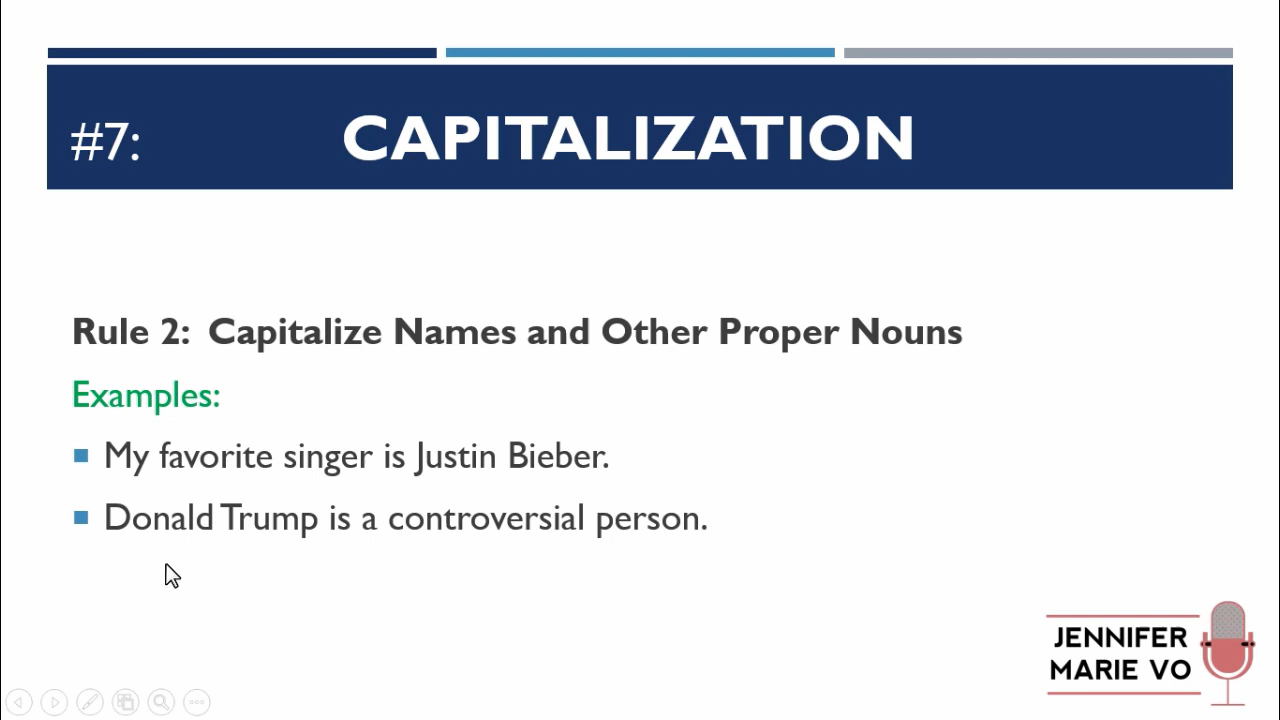 #7: CAPITALIZATION
Rule 2: Capitalize Names and Other Proper Nouns
Examples:
My favorite singer is Justin Bieber.
Donald Trump is a controversial person.
JENNIFER
MARIE VO